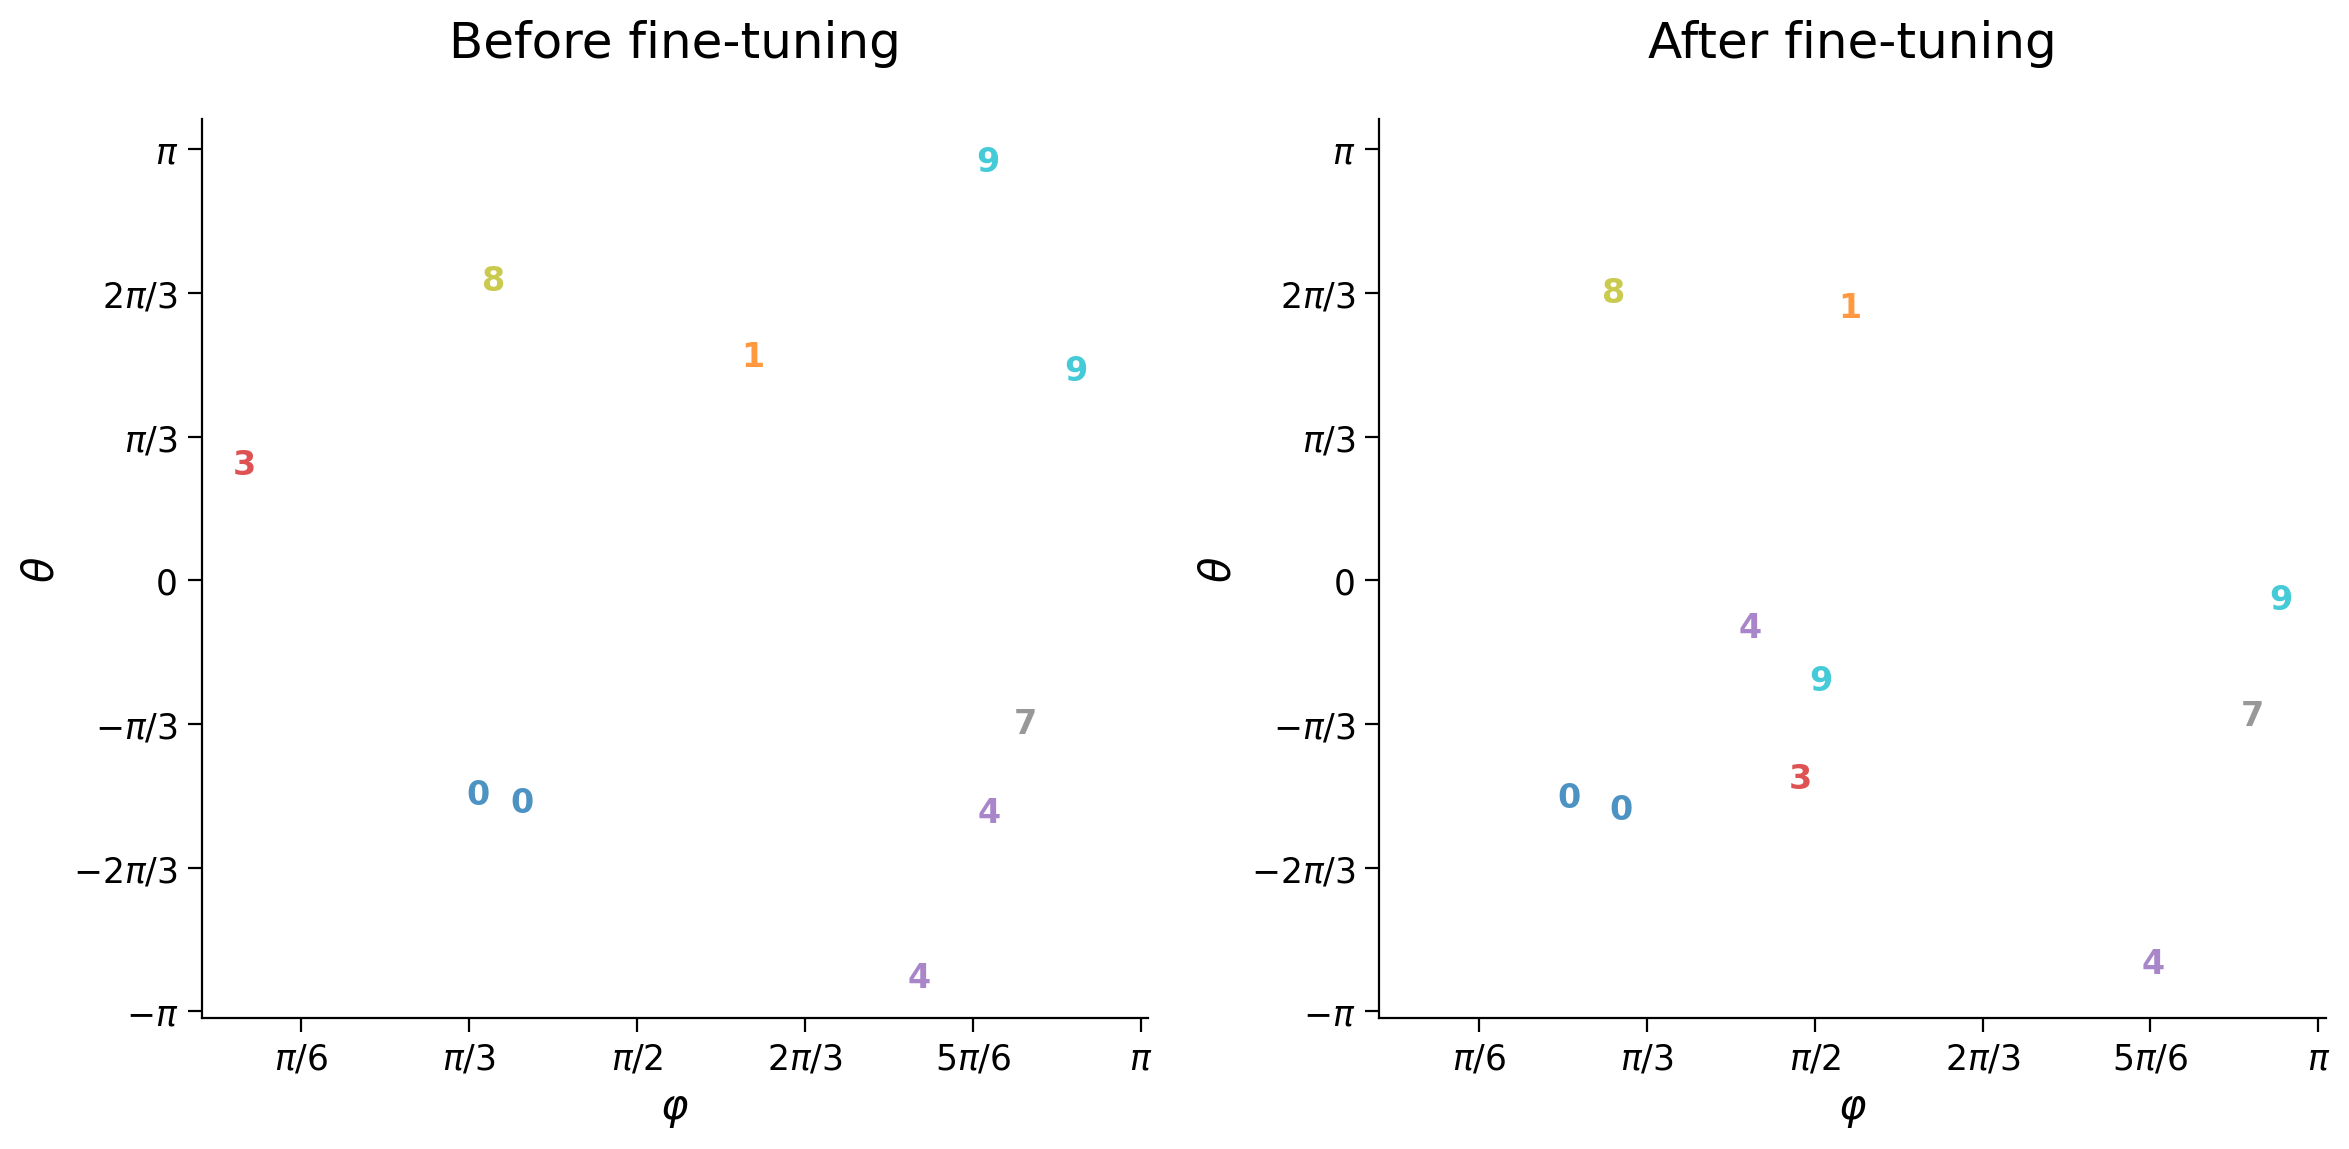 Before fine-tuning
π
2π/3
π/3
0
−π/3
−2π/3
−π
θ
9
8
1
9
3
7
0 0
4
4
π/6 π/3 π/2 2π/3 5π/6 π
φ
After fine-tuning
π
2π/3
π/3
0
−π/3
−2π/3
−π
θ
8
1
9
4
9
7
3
0 0
4
π/6 π/3 π/2 2π/3 5π/6 π
φ